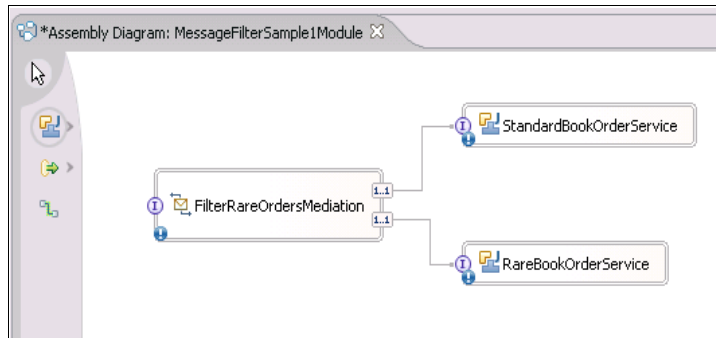 *Assembly Diagram: MessageFilterSample1Module
StandardBookOrderService
1..1
FilterRareOrdersMediation
1..1
RareBookOrderService